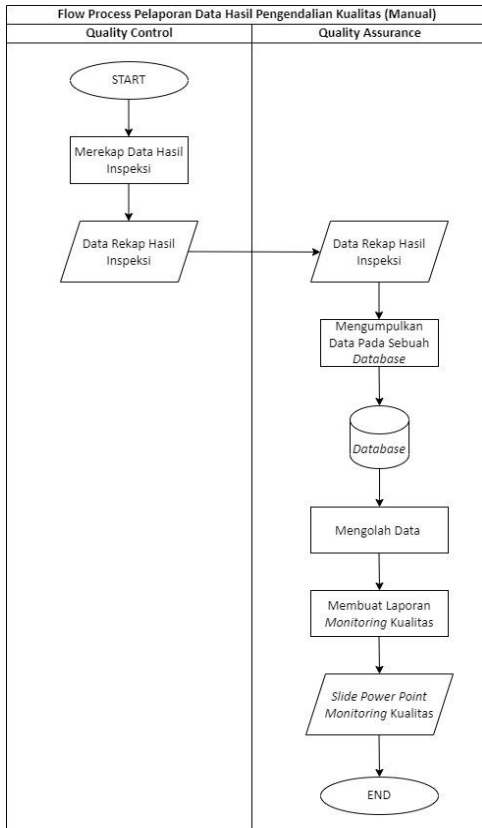 Flow Process Pelaporan Data Hasil Pengendalian Kualitas (Manual)
Quality Control
Quality Assurance
START
Merekap Data Hasil
Inspeksi
Data Rekap Hasil
Inspeksi
Data Rekap Hasil
Inspeksi
Mengumpulkan
Data Pada Sebuah
Database
Database
Mengolah Data
Membuat Laporan
Monitoring Kualitas
Slide Power Point
Monitoring Kualitas
END